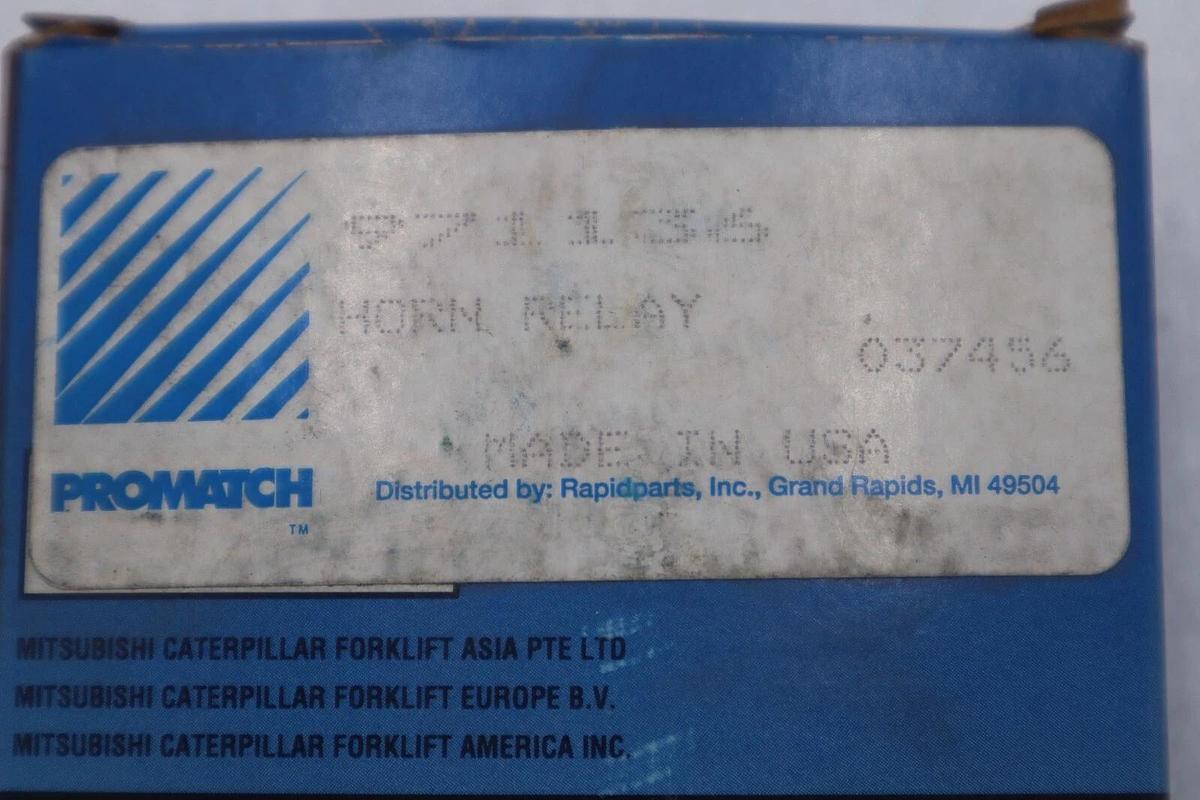 971136
HORN RELAY
037456
MADE IN USA
PROMATCH
TM
Distributed by: Rapidparts, Inc., Grand Rapids, MI 49504
MITSUBISHI CATERPILLAR FORKLIFT ASIA PTE LTD
MITSUBISHI CATERPILLAR FORKLIFT EUROPE B.V.
MITSUBISHI CATERPILLAR FORKLIFT AMERICA INC.